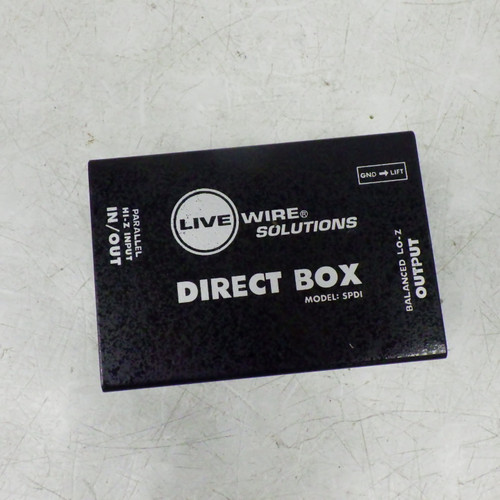 LIVE WIRE®
SOLUTIONS
DIRECT BOX
MODEL: SPDI
PARALLEL
HI-Z INPUT
IN/OUT
GND → LIFT
BALANCED LO-Z
OUTPUT